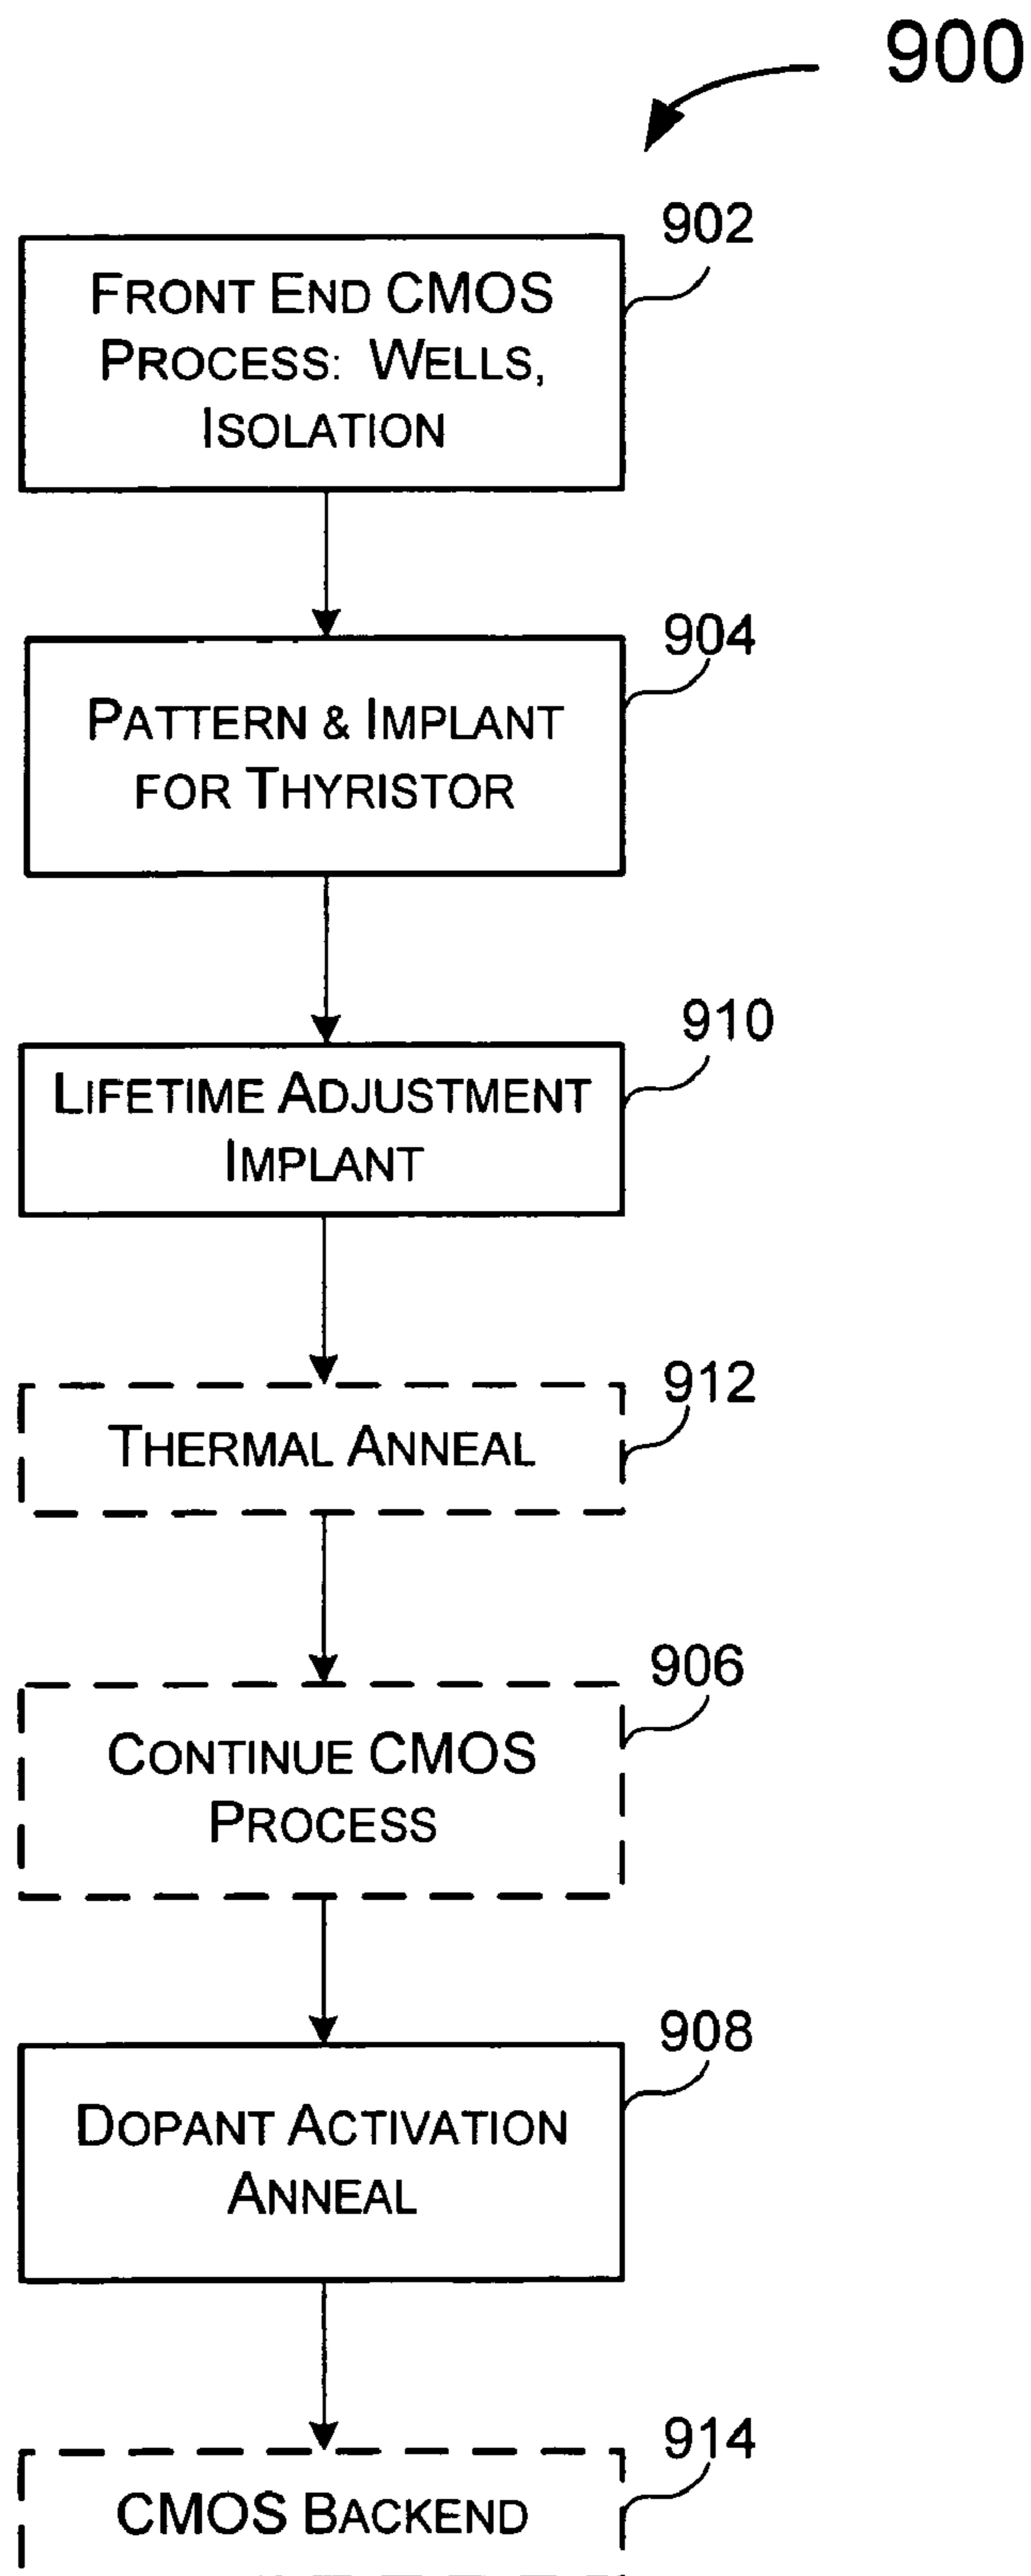 900
902
FRONT END CMOS
PROCESS: WELLS,
ISOLATION
904
PATTERN & IMPLANT
FOR THYRISTOR
910
LIFETIME ADJUSTMENT
IMPLANT
912
THERMAL ANNEAL
906
CONTINUE CMOS
PROCESS
908
DOPANT ACTIVATION
ANNEAL
914
CMOS BACKEND